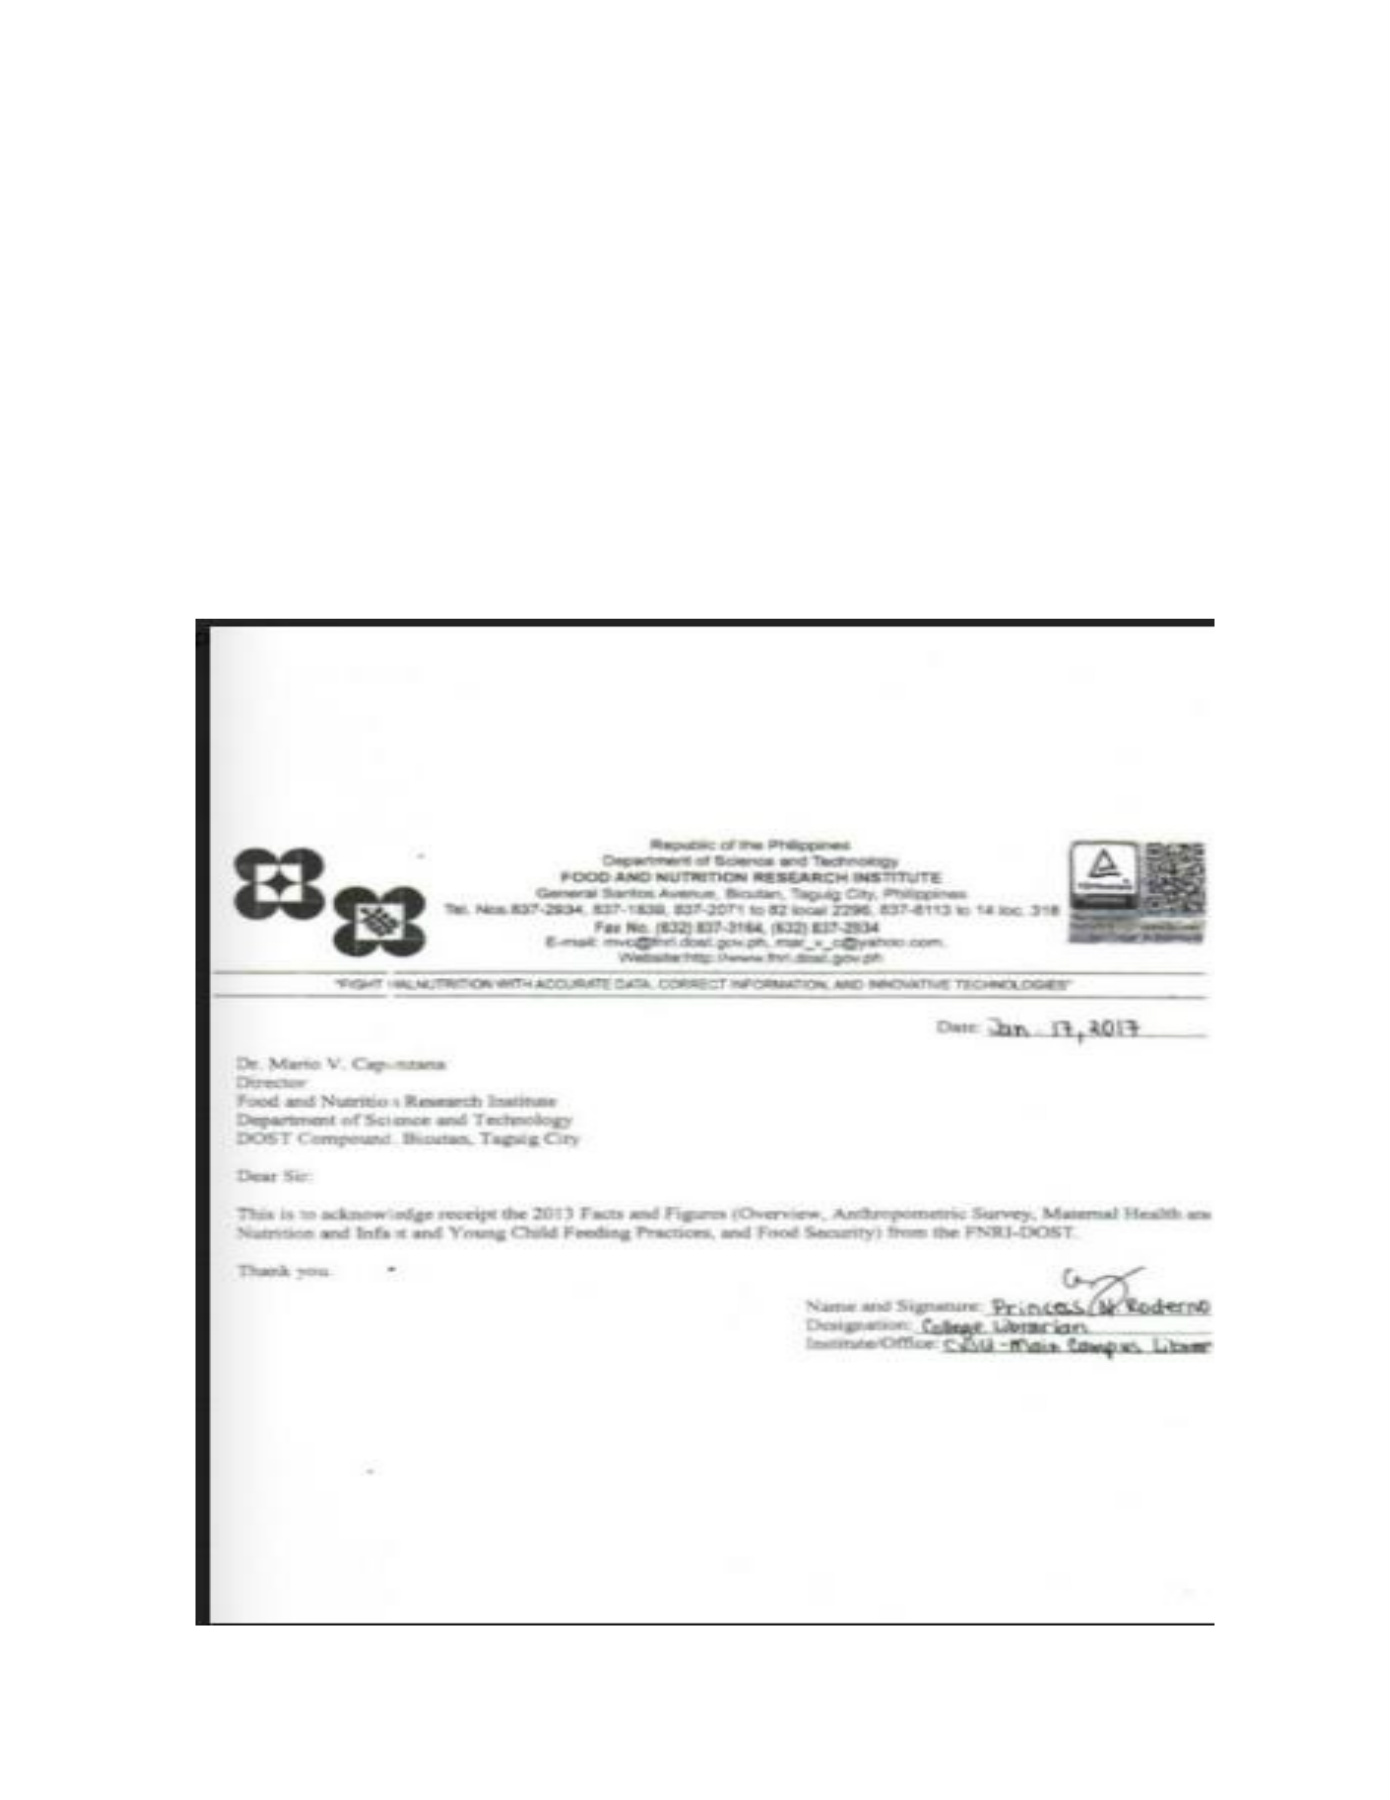 Republic of the Philippines
Department of Science and Technology
FOOD AND NUTRITION RESEARCH INSTITUTE
General Santos Avenue, Bicutan, Taguig City, Philippines
Tel. Nos. 837-2934, 837-1839, 837-2071 to 82 local 2296, 837-8113 to 14 loc. 318
Fax No. (632) 837-3164, (632) 837-2934
E-mail: mvc@fnri.dost.gov.ph, mar_v_c@yahoo.com,
Website:http://www.fnri.dost.gov.ph
"FIGHT MALNUTRITION WITH ACCURATE DATA, CORRECT INFORMATION, AND INNOVATIVE TECHNOLOGIES"
Date: Jan. 17, 2017
Dr. Mario V. Capanzana
Director
Food and Nutrition Research Institute
Department of Science and Technology
DOST Compound, Bicutan, Taguig City
Dear Sir:
This is to acknowledge receipt the 2013 Facts and Figures (Overview, Anthropometric Survey, Maternal Health and
Nutrition and Infant and Young Child Feeding Practices, and Food Security) from the FNRI-DOST.
Thank you.
Name and Signature: Princess N. Roderno
Designation: College Librarian
Institute/Office: -Main Campus